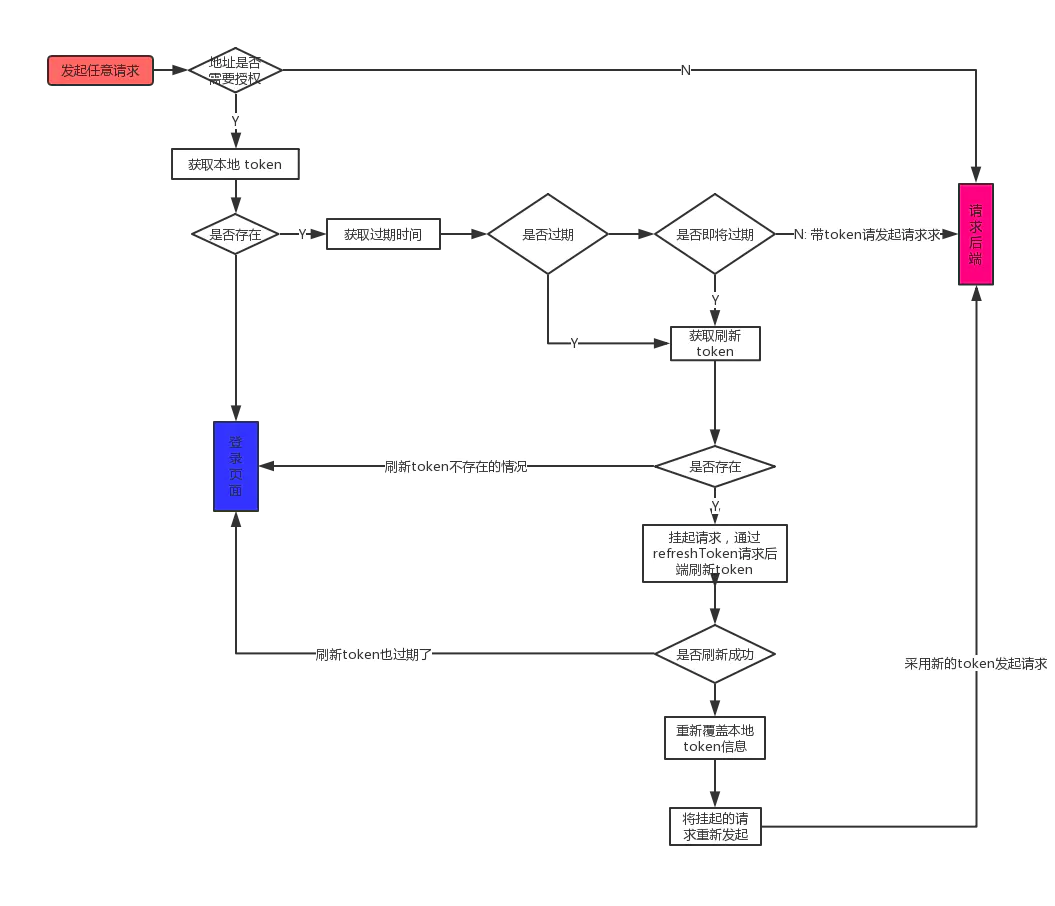 发起任意请求
地址是否
需要授权
N
Y
获取本地 token
是否存在
Y
获取过期时间
是否过期
是否即将过期
N: 带token请发起请求求
请
求
后
端
Y
Y
获取刷新
token
登
录
页
面
刷新token不存在的情况
是否存在
Y
挂起请求，通过
refreshToken请求后
端刷新token
刷新token也过期了
是否刷新成功
采用新的token发起请求
重新覆盖本地
token信息
将挂起的请
求重新发起